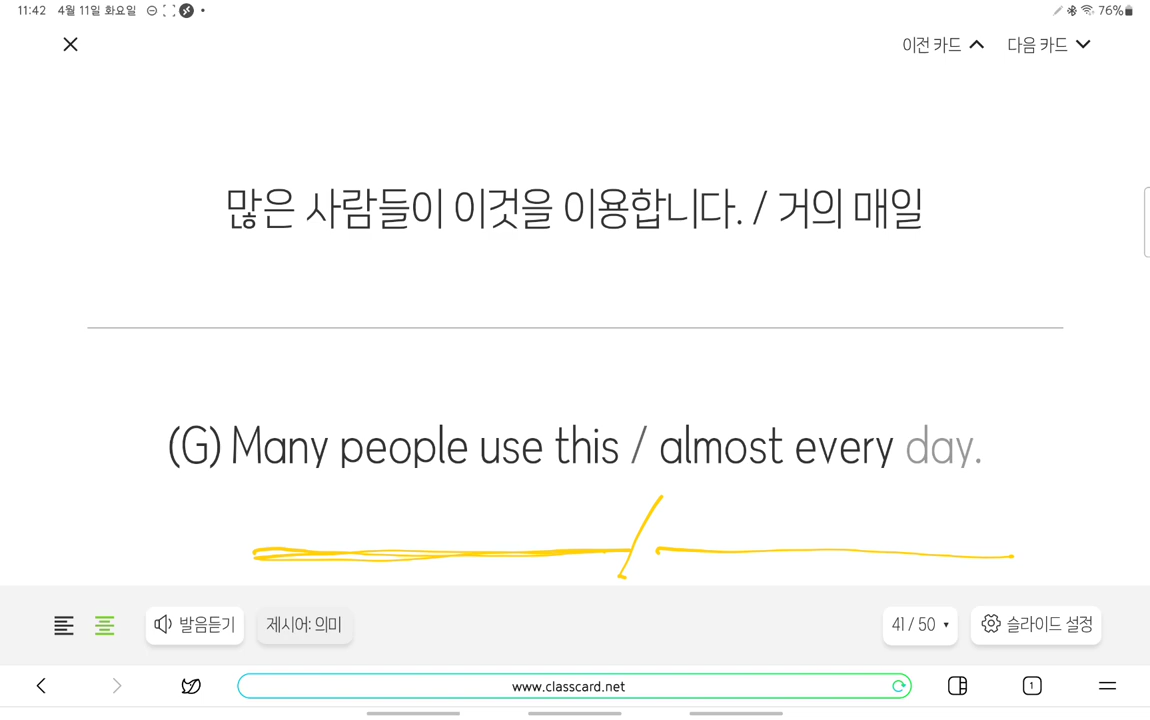 11:42 4월 11일 화요일 76%
이전 카드 다음 카드
많은 사람들이 이것을 이용합니다. / 거의 매일
(G) Many people use this / almost every day.
발음듣기 제시어: 의미 41 / 50 슬라이드 설정
www.classcard.net 1